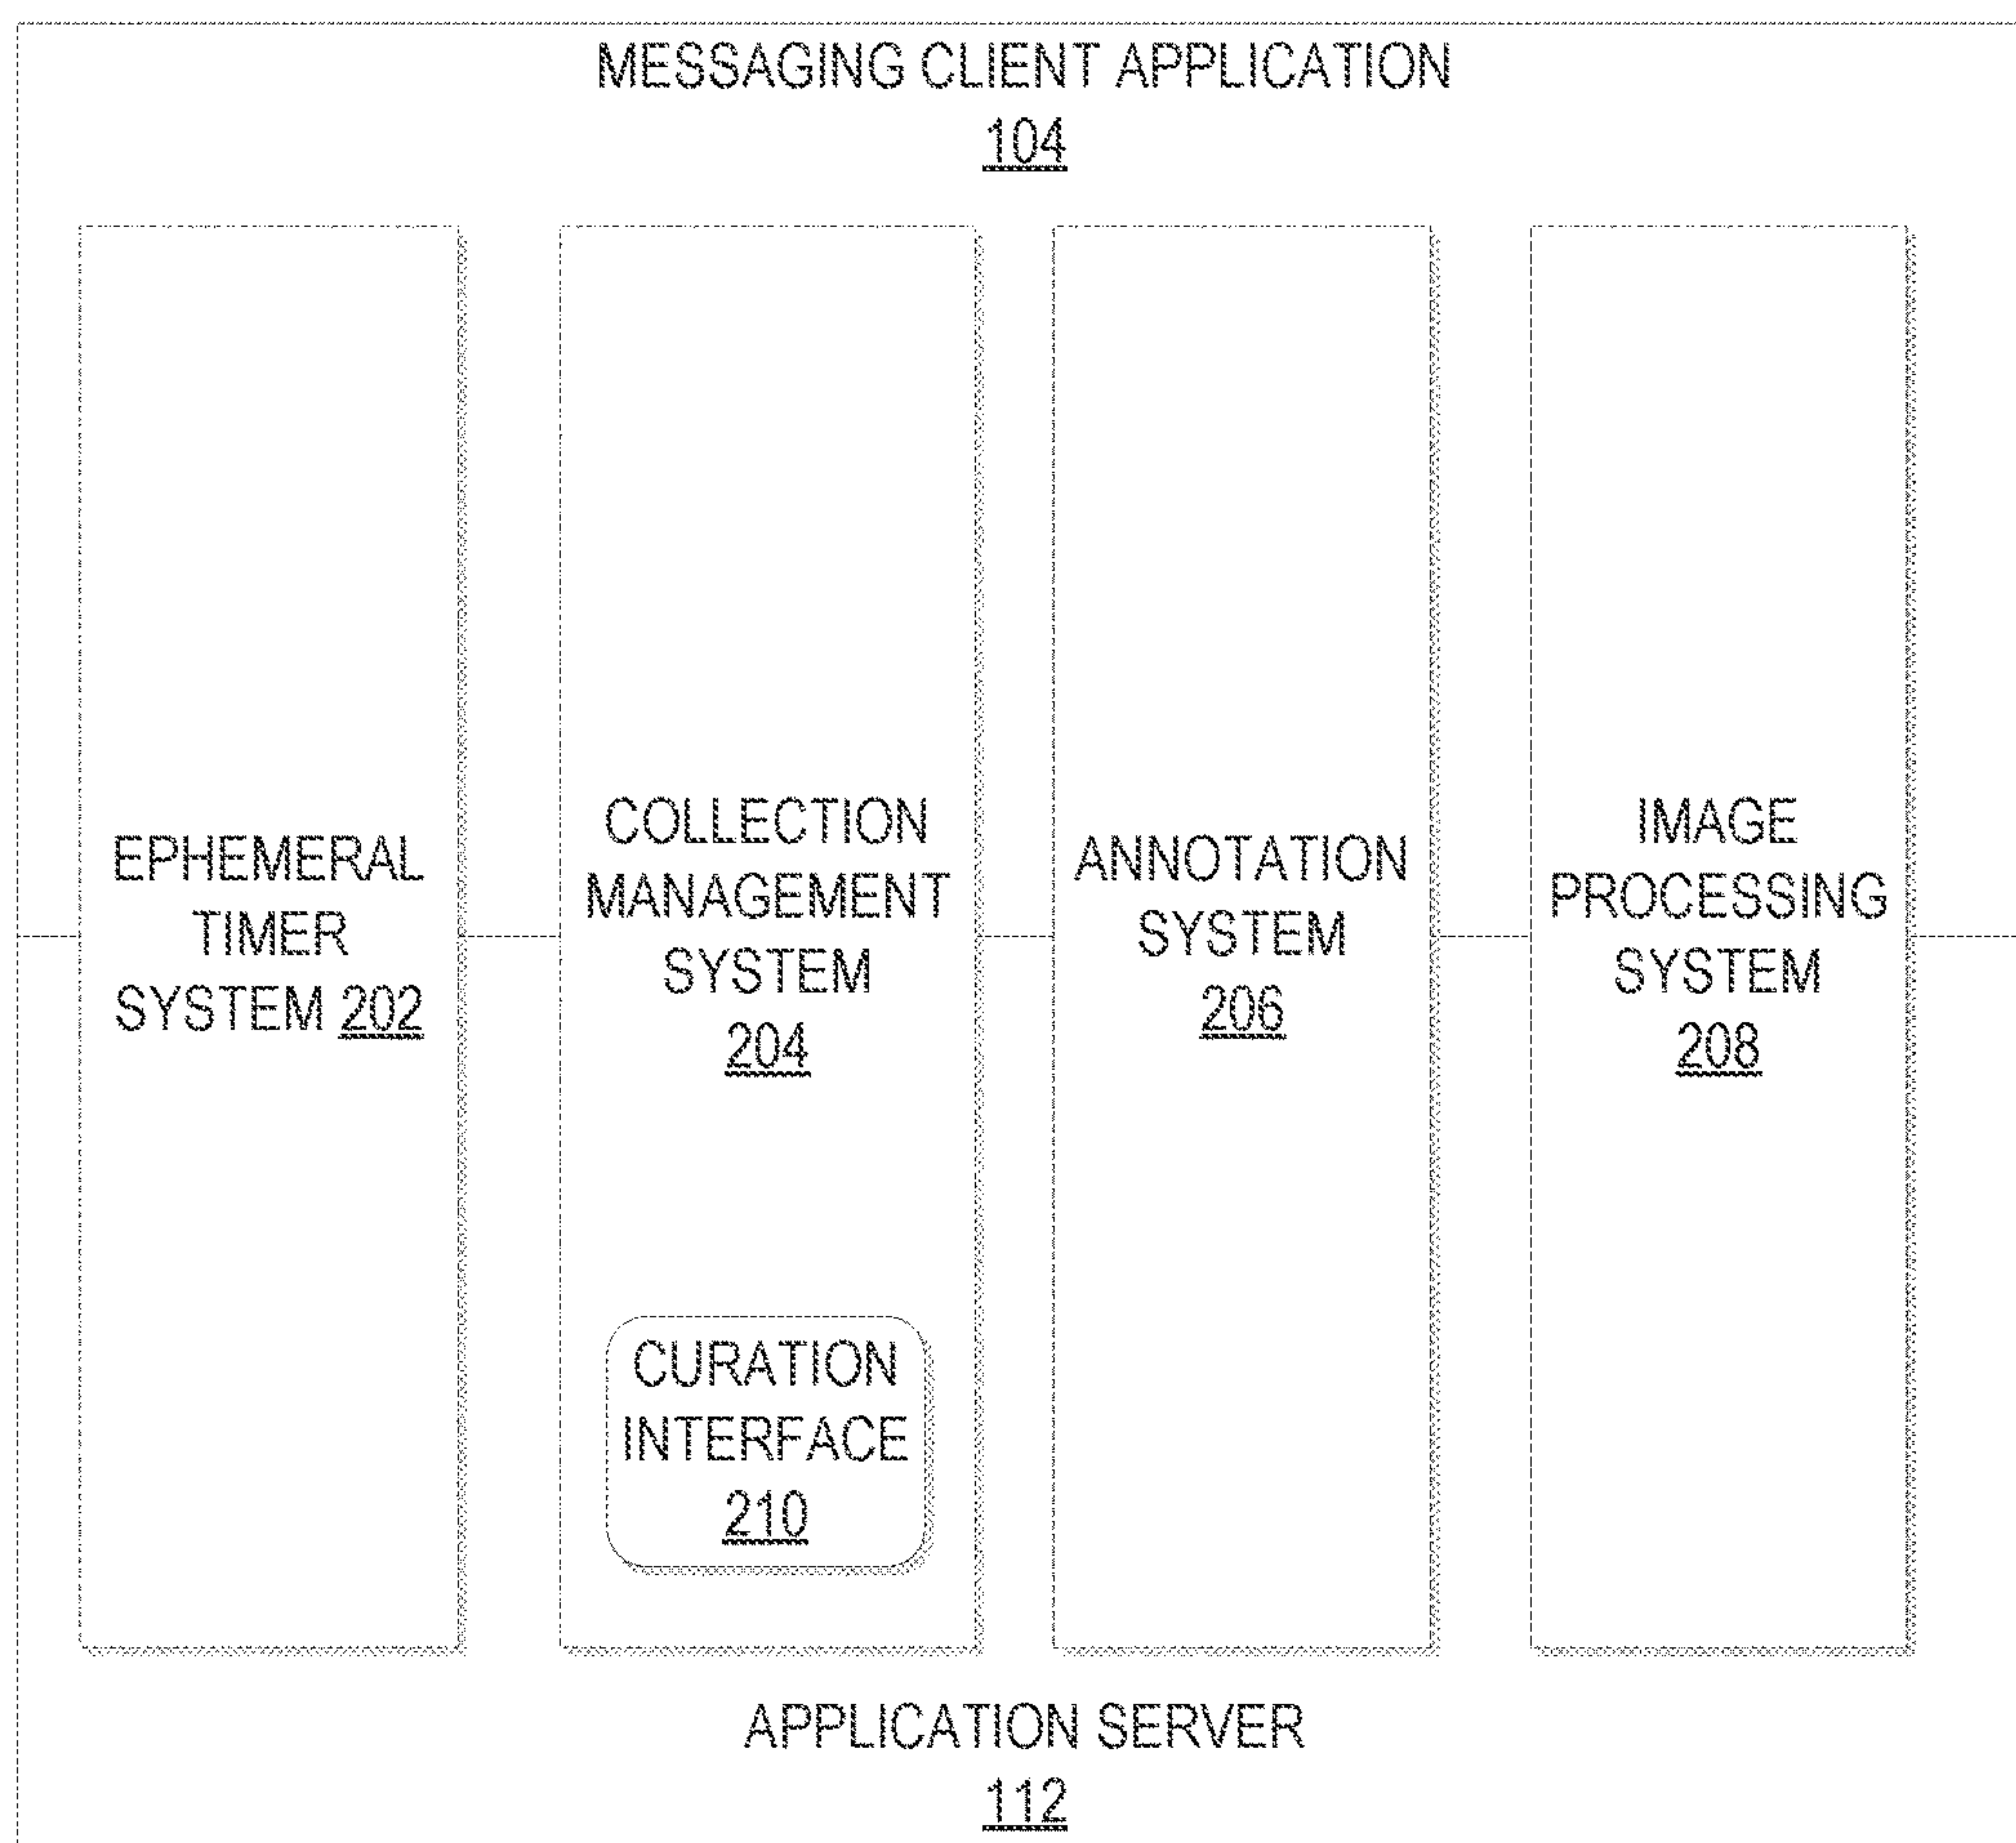 MESSAGING CLIENT APPLICATION
104
EPHEMERAL
TIMER
SYSTEM 202
COLLECTION
MANAGEMENT
SYSTEM
204
CURATION
INTERFACE
210
ANNOTATION
SYSTEM
206
IMAGE
PROCESSING
SYSTEM
208
APPLICATION SERVER
112